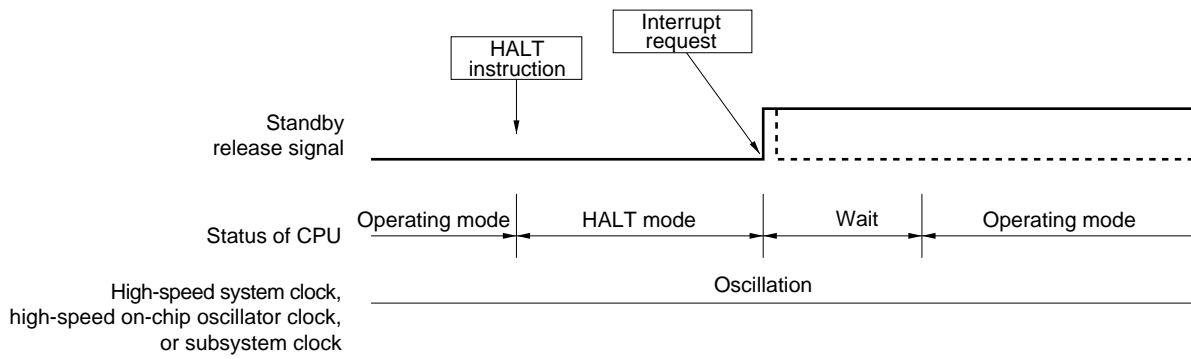 Interrupt
request
HALT
instruction
Standby
release signal
Status of CPU
Operating mode
HALT mode
Wait
Operating mode
High-speed system clock,
high-speed on-chip oscillator clock,
or subsystem clock
Oscillation